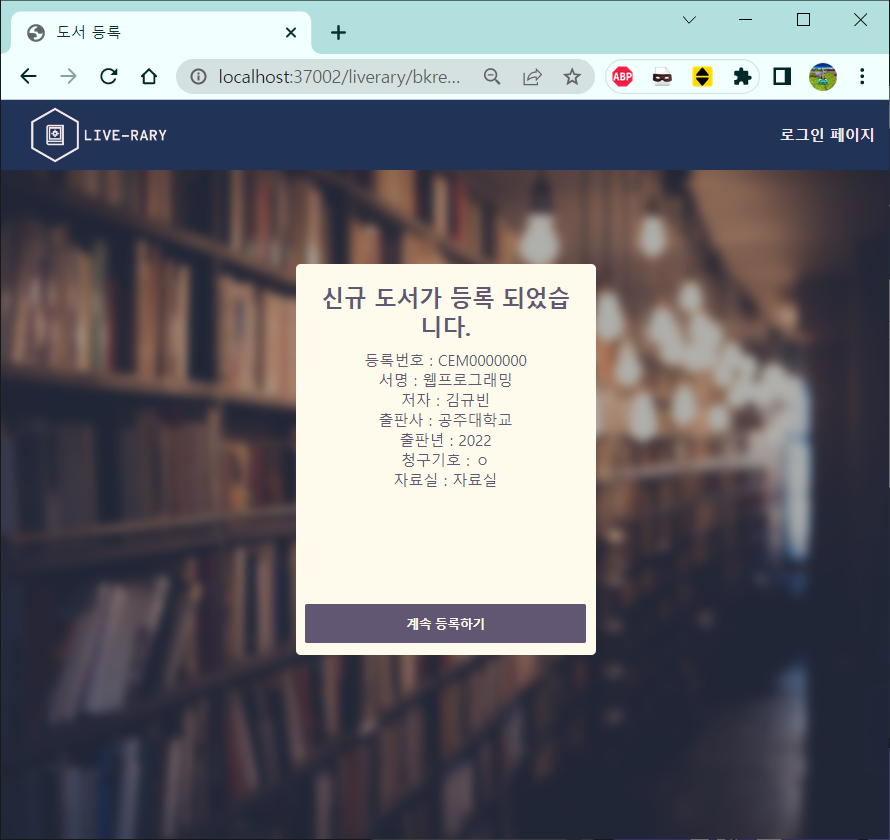 도서 등록
localhost:37002/liverary/bkre...
ABP
LIVE-RARY
로그인 페이지
신규 도서가 등록 되었습
니다.
등록번호 : CEM0000000
서명 : 웹프로그래밍
저자 : 김규빈
출판사 : 공주대학교
출판년 : 2022
청구기호 : ㅇ
자료실 : 자료실
계속 등록하기